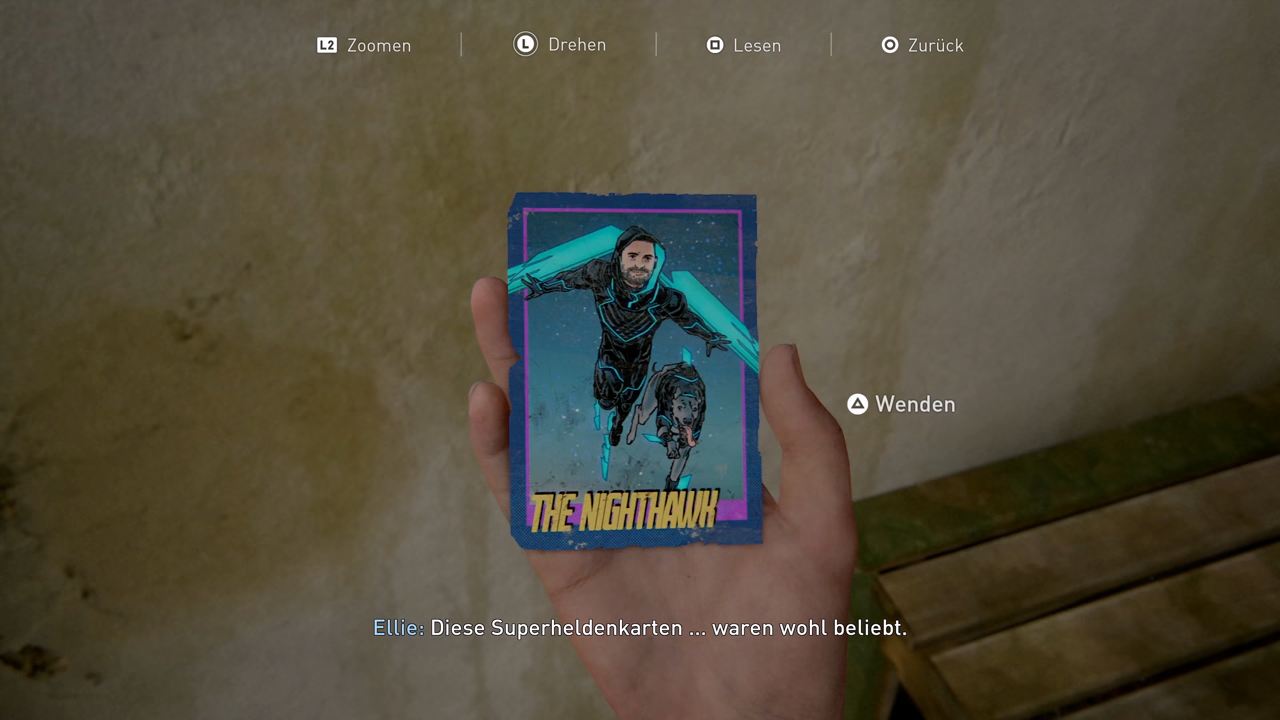 L2 Zoomen
L Drehen
Lesen
Zurück
THE NIGHTHAWK
Wenden
Ellie: Diese Superheldenkarten ... waren wohl beliebt.